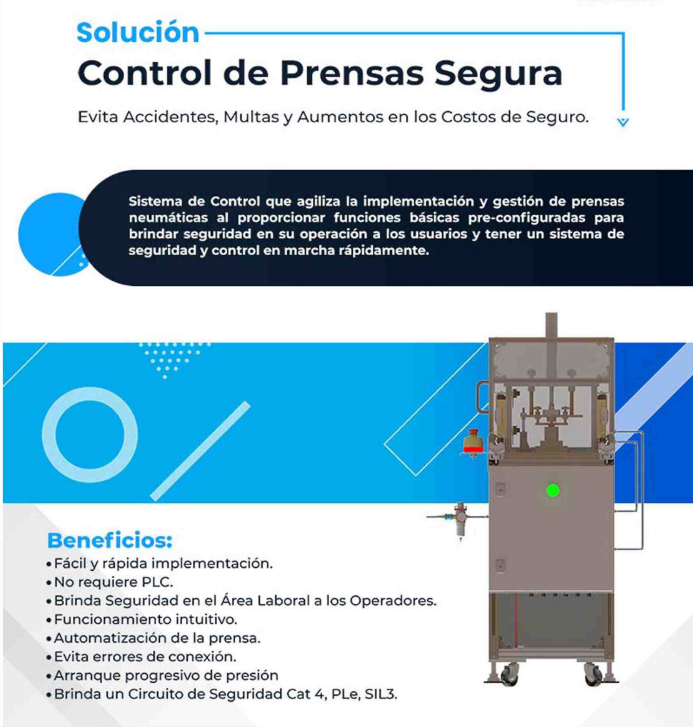 Solución
Control de Prensas Segura
Evita Accidentes, Multas y Aumentos en los Costos de Seguro.
Sistema de Control que agiliza la implementación y gestión de prensas
neumáticas al proporcionar funciones básicas pre-configuradas para
brindar seguridad en su operación a los usuarios y tener un sistema de
seguridad y control en marcha rápidamente.
Beneficios:
• Fácil y rápida implementación.
• No requiere PLC.
• Brinda Seguridad en el Área Laboral a los Operadores.
• Funcionamiento intuitivo.
• Automatización de la prensa.
• Evita errores de conexión.
• Arranque progresivo de presión
• Brinda un Circuito de Seguridad Cat 4, PLe, SIL3.